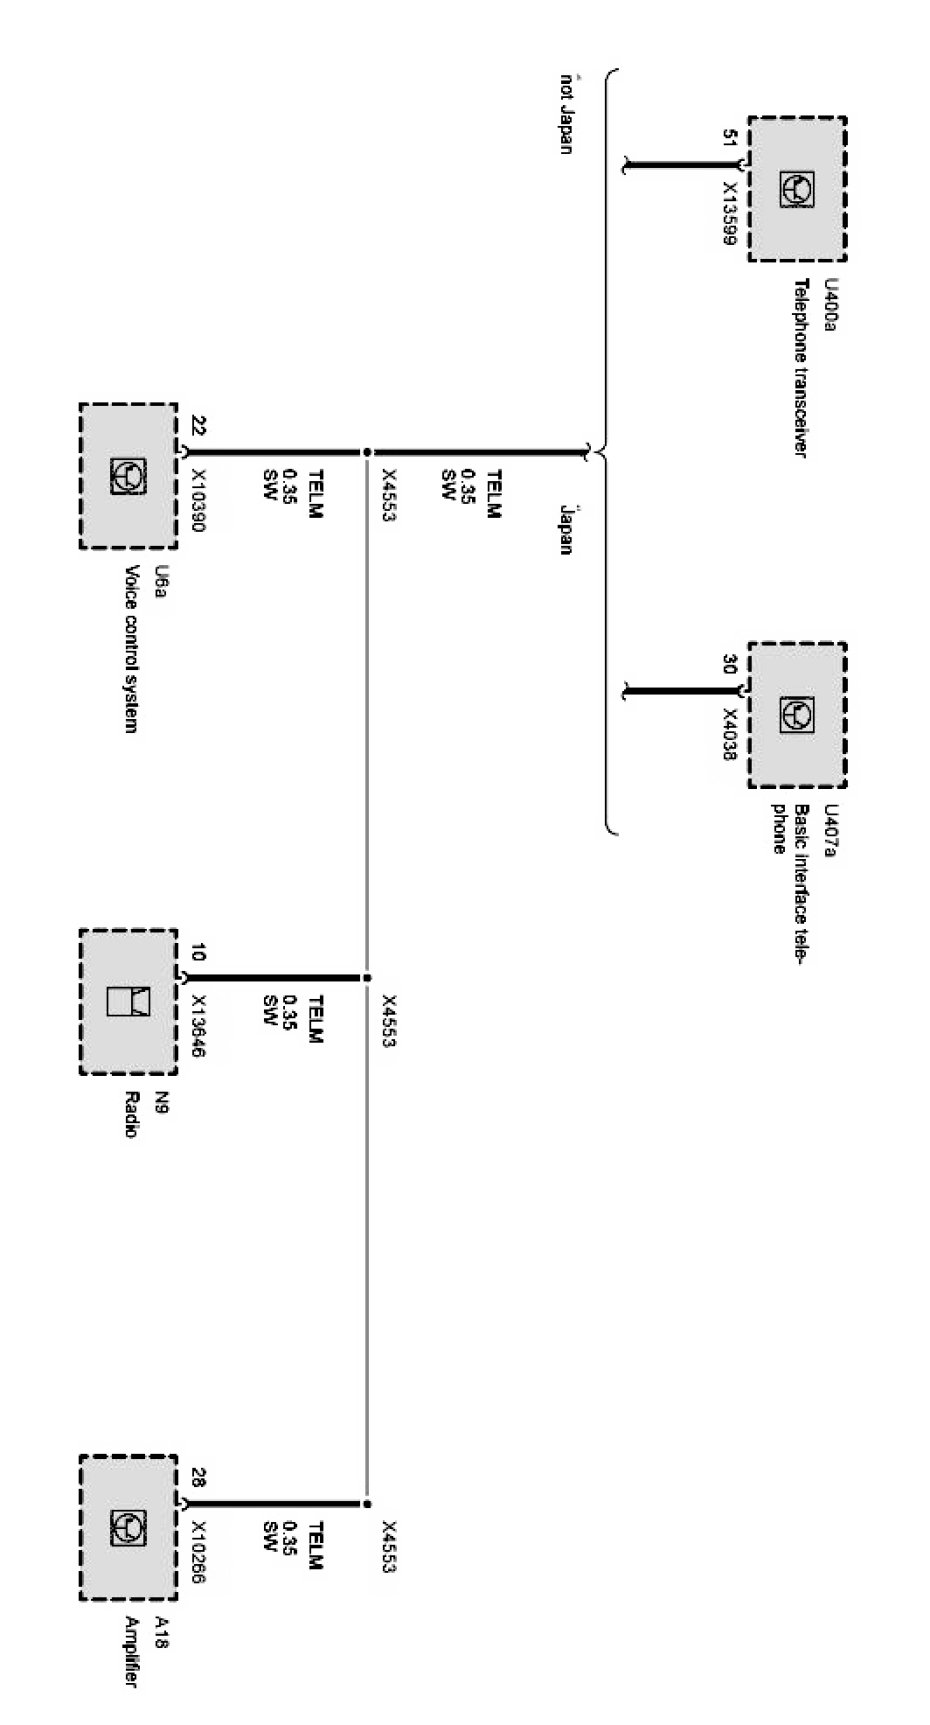 U400a
Telephone transceiver
51
X13599
U407a
Basic interface tele-
phone
30
X4038
not Japan
Japan
TELM
0.35
SW
X4553
X4553
X4553
TELM
0.35
SW
TELM
0.35
SW
TELM
0.35
SW
22
X10390
10
X13646
28
X10266
U6a
Voice control system
N9
Radio
A18
Amplifier